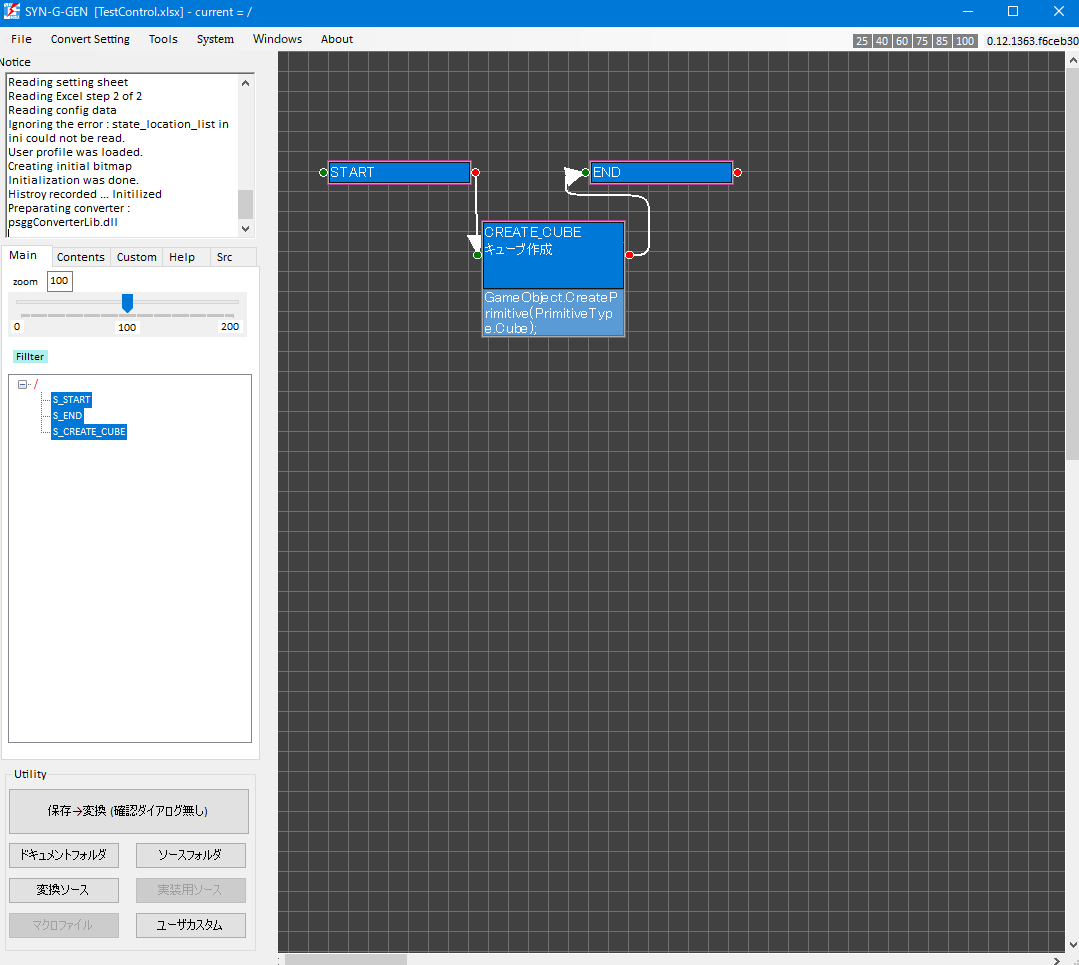 SYN-G-GEN [TestControl.xlsx] - current = /
File Convert Setting Tools System Windows About
25 40 60 75 85 100 0.12.1363.f6ceb30
Notice
Reading setting sheet
Reading Excel step 2 of 2
Reading config data
Ignoring the error : state_location_list in
ini could not be read.
User profile was loaded.
Creating initial bitmap
Initialization was done.
Histroy recorded ... Initilized
Preparating converter :
psggConverterLib.dll
Main Contents Custom Help Src
zoom 100
0 100 200
Fillter
/
S_START
S_END
S_CREATE_CUBE
START
END
CREATE_CUBE
キューブ作成
GameObject.CreateP
rimitive(PrimitiveTyp
e.Cube);
Utility
保存→変換 (確認ダイアログ無し)
ドキュメントフォルダ ソースフォルダ
変換ソース 実装用ソース
マクロファイル ユーザカスタム